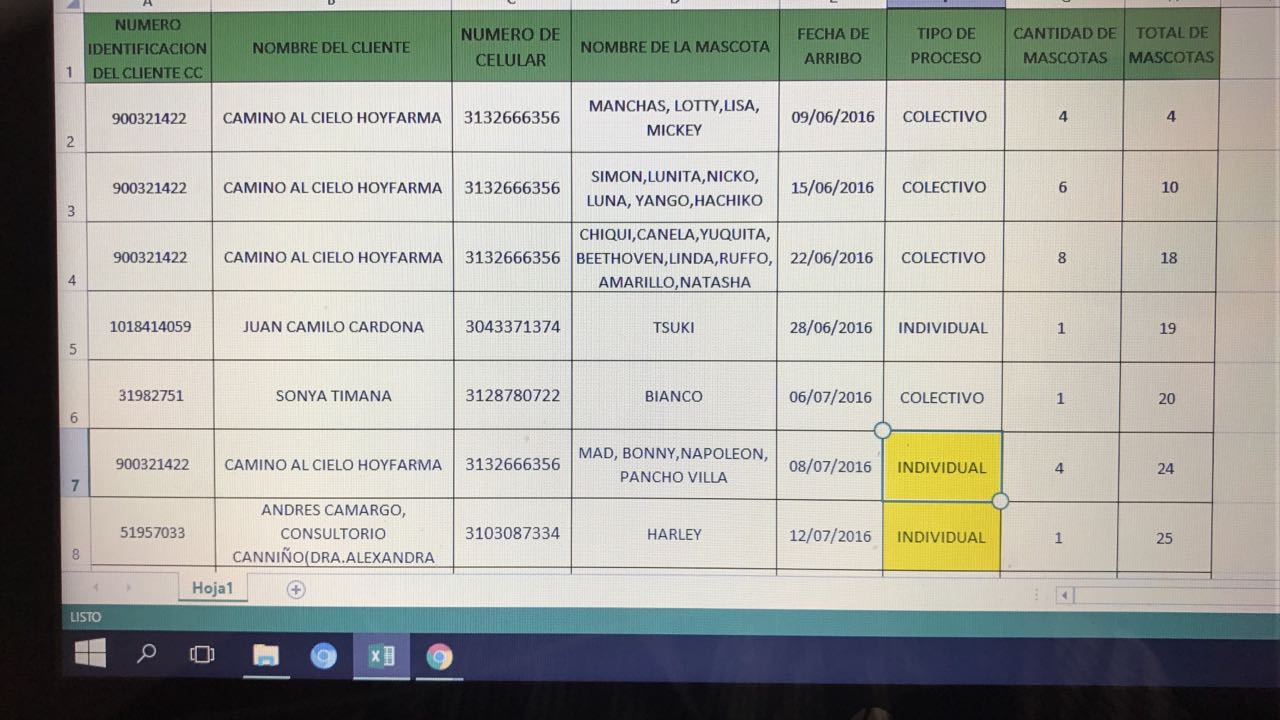 A B C D E G
NUMERO IDENTIFICACION DEL CLIENTE CC NOMBRE DEL CLIENTE NUMERO DE CELULAR NOMBRE DE LA MASCOTA FECHA DE ARRIBO TIPO DE PROCESO CANTIDAD DE MASCOTAS TOTAL DE MASCOTAS
1
900321422 CAMINO AL CIELO HOYFARMA 3132666356 MANCHAS, LOTTY,LISA, MICKEY 09/06/2016 COLECTIVO 4 4
2
900321422 CAMINO AL CIELO HOYFARMA 3132666356 SIMON,LUNITA,NICKO, LUNA, YANGO,HACHIKO 15/06/2016 COLECTIVO 6 10
3
900321422 CAMINO AL CIELO HOYFARMA 3132666356 CHIQUI,CANELA,YUQUITA, BEETHOVEN,LINDA,RUFFO, AMARILLO,NATASHA 22/06/2016 COLECTIVO 8 18
4
1018414059 JUAN CAMILO CARDONA 3043371374 TSUKI 28/06/2016 INDIVIDUAL 1 19
5
31982751 SONYA TIMANA 3128780722 BIANCO 06/07/2016 COLECTIVO 1 20
6
900321422 CAMINO AL CIELO HOYFARMA 3132666356 MAD, BONNY,NAPOLEON, PANCHO VILLA 08/07/2016 INDIVIDUAL 4 24
7
51957033 ANDRES CAMARGO, CONSULTORIO CANNIÑO(DRA.ALEXANDRA 3103087334 HARLEY 12/07/2016 INDIVIDUAL 1 25
8
Hoja1
LISTO